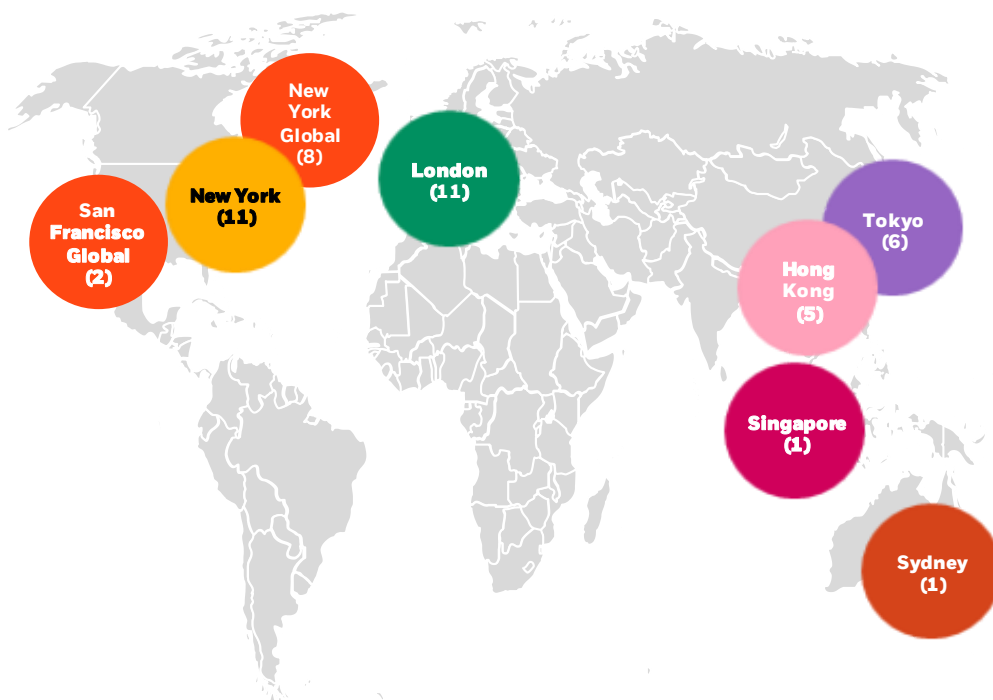 New
York
Global
(8)
New York
(11)
San
Francisco
Global
(2)
London
(11)
Tokyo
(6)
Hong
Kong
(5)
Singapore
(1)
Sydney
(1)